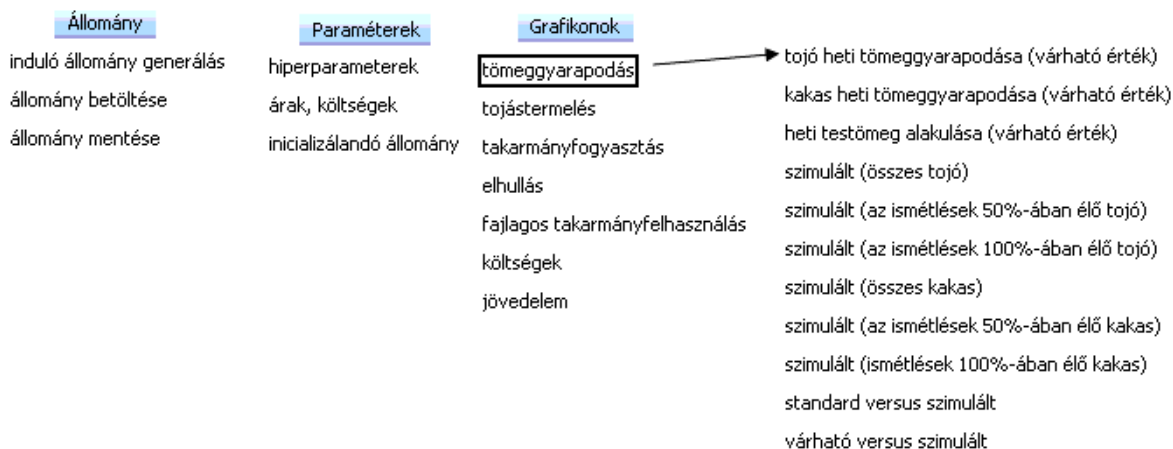 Állomány
induló állomány generálás
állomány betöltése
állomány mentése
Paraméterek
hiperparameterek
árak, költségek
inicializálandó állomány
Grafikonok
tömeggyarapodás
tojástermelés
takarmányfogyasztás
elhullás
fajlagos takarmányfelhasználás
költségek
jövedelem
tojó heti tömeggyarapodása (várható érték)
kakas heti tömeggyarapodása (várható érték)
heti testömeg alakulása (várható érték)
szimulált (összes tojó)
szimulált (az ismétlések 50%-ában élő tojó)
szimulált (az ismétlések 100%-ában élő tojó)
szimulált (összes kakas)
szimulált (az ismétlések 50%-ában élő kakas)
szimulált (ismétlések 100%-ában élő kakas)
standard versus szimulált
várható versus szimulált